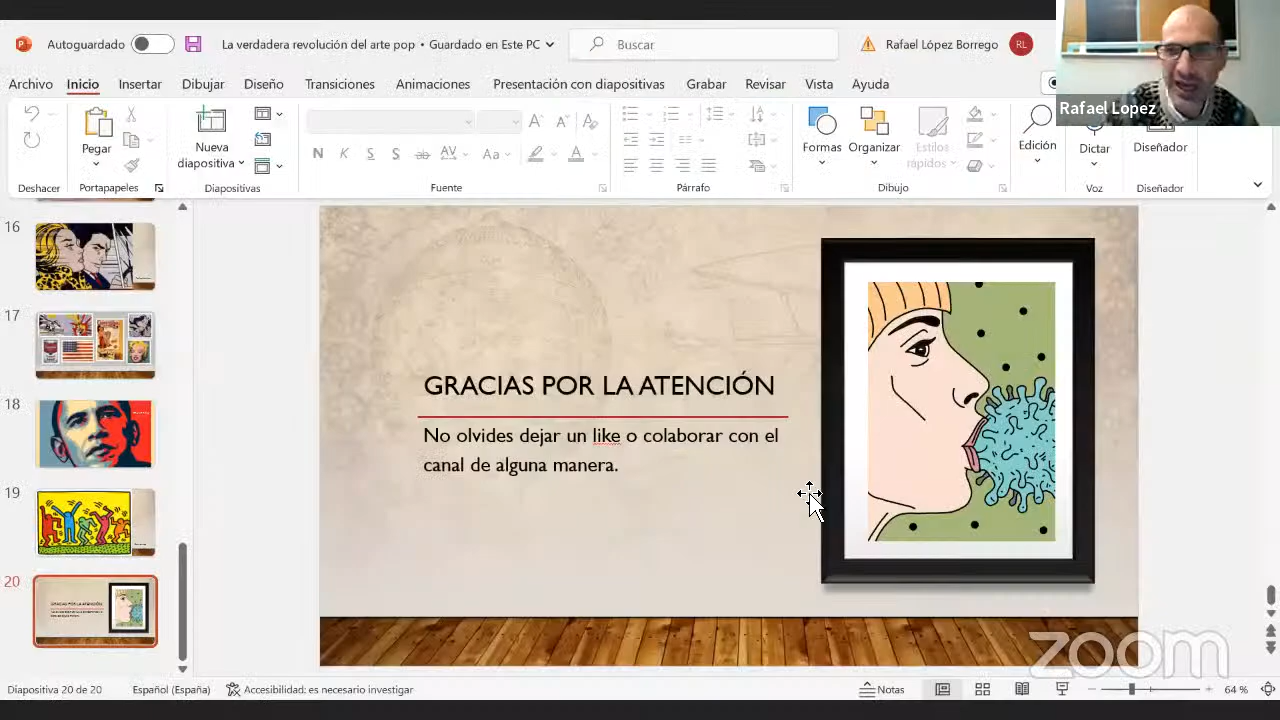 Autoguardado
La verdadera revolución del arte pop • Guardado en Este PC
Buscar
Rafael López Borrego
RL
Archivo Inicio Insertar Dibujar Diseño Transiciones Animaciones Presentación con diapositivas Grabar Revisar Vista Ayuda
Rafael Lopez
Pegar
Nueva
diapositiva
N K S S ab AV Aa A
Formas
Organizar
Estilos
rápidos
Edición
Dictar
Diseñador
Deshacer
Portapapeles
Diapositivas
Fuente
Párrafo
Dibujo
Voz
Diseñador
16
17
18
19
20
GRACIAS POR LA ATENCIÓN
No olvides dejar un like o colaborar con el
canal de alguna manera.
zoom
Diapositiva 20 de 20
Español (España)
Accesibilidad: es necesario investigar
Notas
64 %